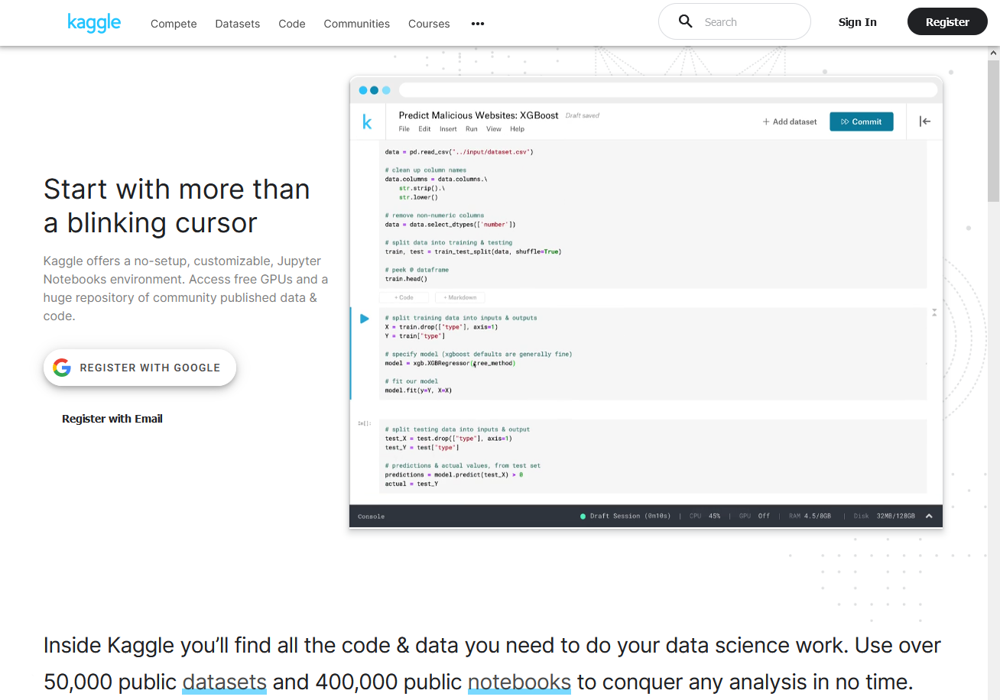 kaggle Compete Datasets Code Communities Courses ••• Search Sign In Register
Start with more than
a blinking cursor
Kaggle offers a no-setup, customizable, Jupyter
Notebooks environment. Access free GPUs and a
huge repository of community published data &
code.
REGISTER WITH GOOGLE
Register with Email
k
Predict Malicious Websites: XGBoost Draft saved
File Edit Insert Run View Help
+ Add dataset
Commit
data = pd.read_csv("../input/dataset.csv")
# clean up column names
data.columns = data.columns.\
str.strip().\
str.lower()
# remove non-numeric columns
data = data.select_dtypes(['number'])
# split data into training & testing
train, test = train_test_split(data, shuffle=True)
# peek @ dataframe
train.head()
+ Code + Markdown
# split training data into inputs & outputs
X = train.drop(["type"], axis=1)
Y = train["type"]
# specify model (xgboost defaults are generally fine)
model = xgb.XGBRegressor(tree_method)
# fit our model
model.fit(y=Y, X=X)
In[]:
# split testing data into inputs & output
test_X = test.drop(["type"], axis=1)
test_Y = test["type"]
# predictions & actual values, from test set
predictions = model.predict(test_X) > 0
actual = test_Y
Console Draft Session (0m10s) | CPU 45% | GPU Off | RAM 4.5/8GB | Disk 32MB/128GB
Inside Kaggle you’ll find all the code & data you need to do your data science work. Use over
50,000 public datasets and 400,000 public notebooks to conquer any analysis in no time.